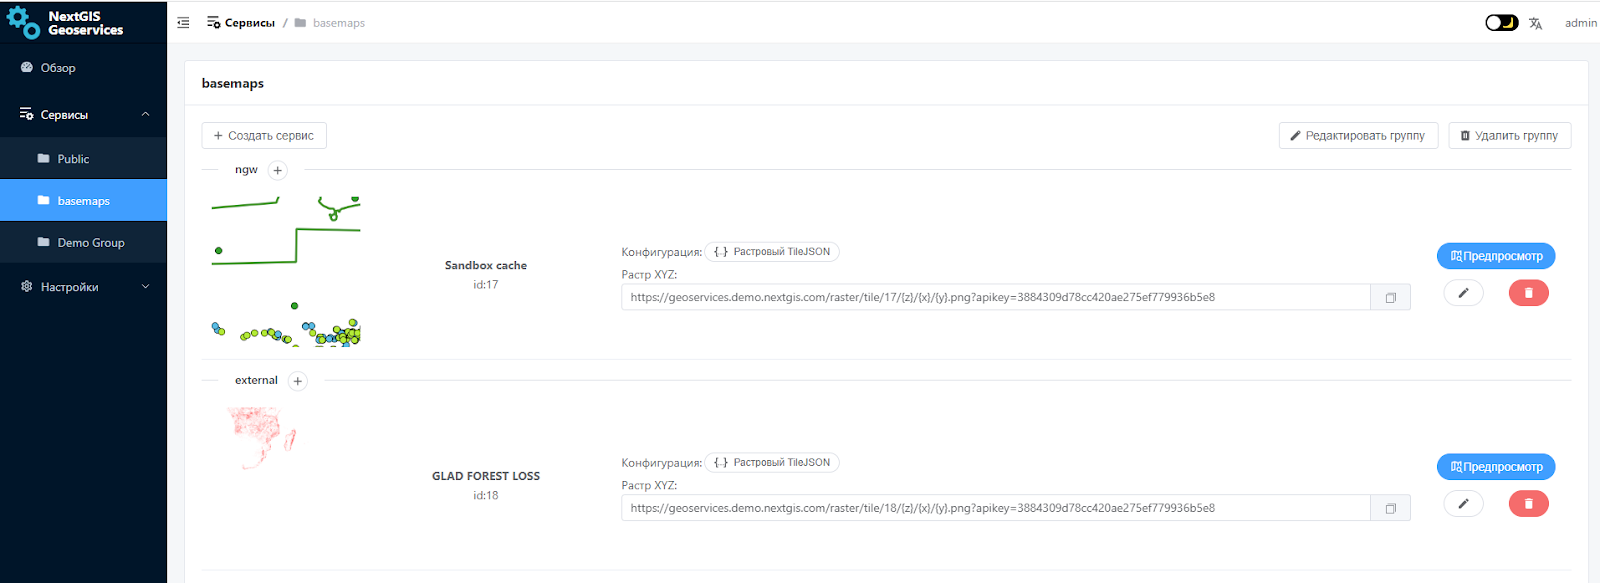 NextGIS
Geoservices
Сервисы / basemaps
admin
Обзор
Сервисы
Public
basemaps
Demo Group
Настройки
basemaps
+ Создать сервис
Редактировать группу
Удалить группу
ngw +
Sandbox cache
id:17
Конфигурация: {..} Растровый TileJSON
Растр XYZ:
https://geoservices.demo.nextgis.com/raster/tile/17/{z}/{x}/{y}.png?apikey=3884309d78cc420ae275ef779936b5e8
Предпросмотр
external +
GLAD FOREST LOSS
id:18
Конфигурация: {..} Растровый TileJSON
Растр XYZ:
https://geoservices.demo.nextgis.com/raster/tile/18/{z}/{x}/{y}.png?apikey=3884309d78cc420ae275ef779936b5e8
Предпросмотр